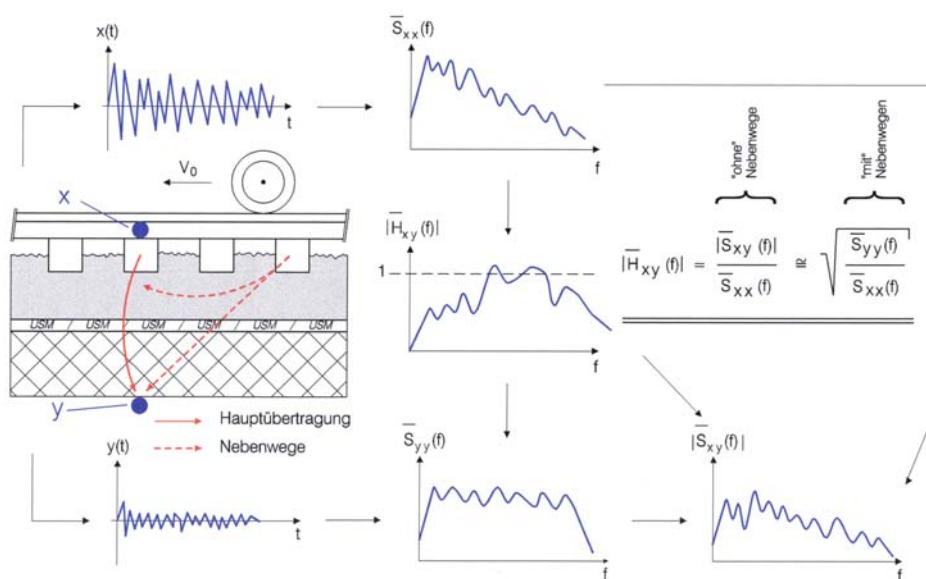 x(t)
t
S̅xx(f)
f
V₀
x
USM / USM / USM / USM / USM / USM
y
Hauptübertragung
Nebenwege
|H̅xy(f)|
1
f
"ohne"
Nebenwege
"mit"
Nebenwegen
|H̅xy(f)| = |S̅xy(f)| / S̅xx(f) ≅ √ S̅yy(f) / S̅xx(f)
y(t)
t
S̅yy(f)
f
|S̅xy(f)|
f